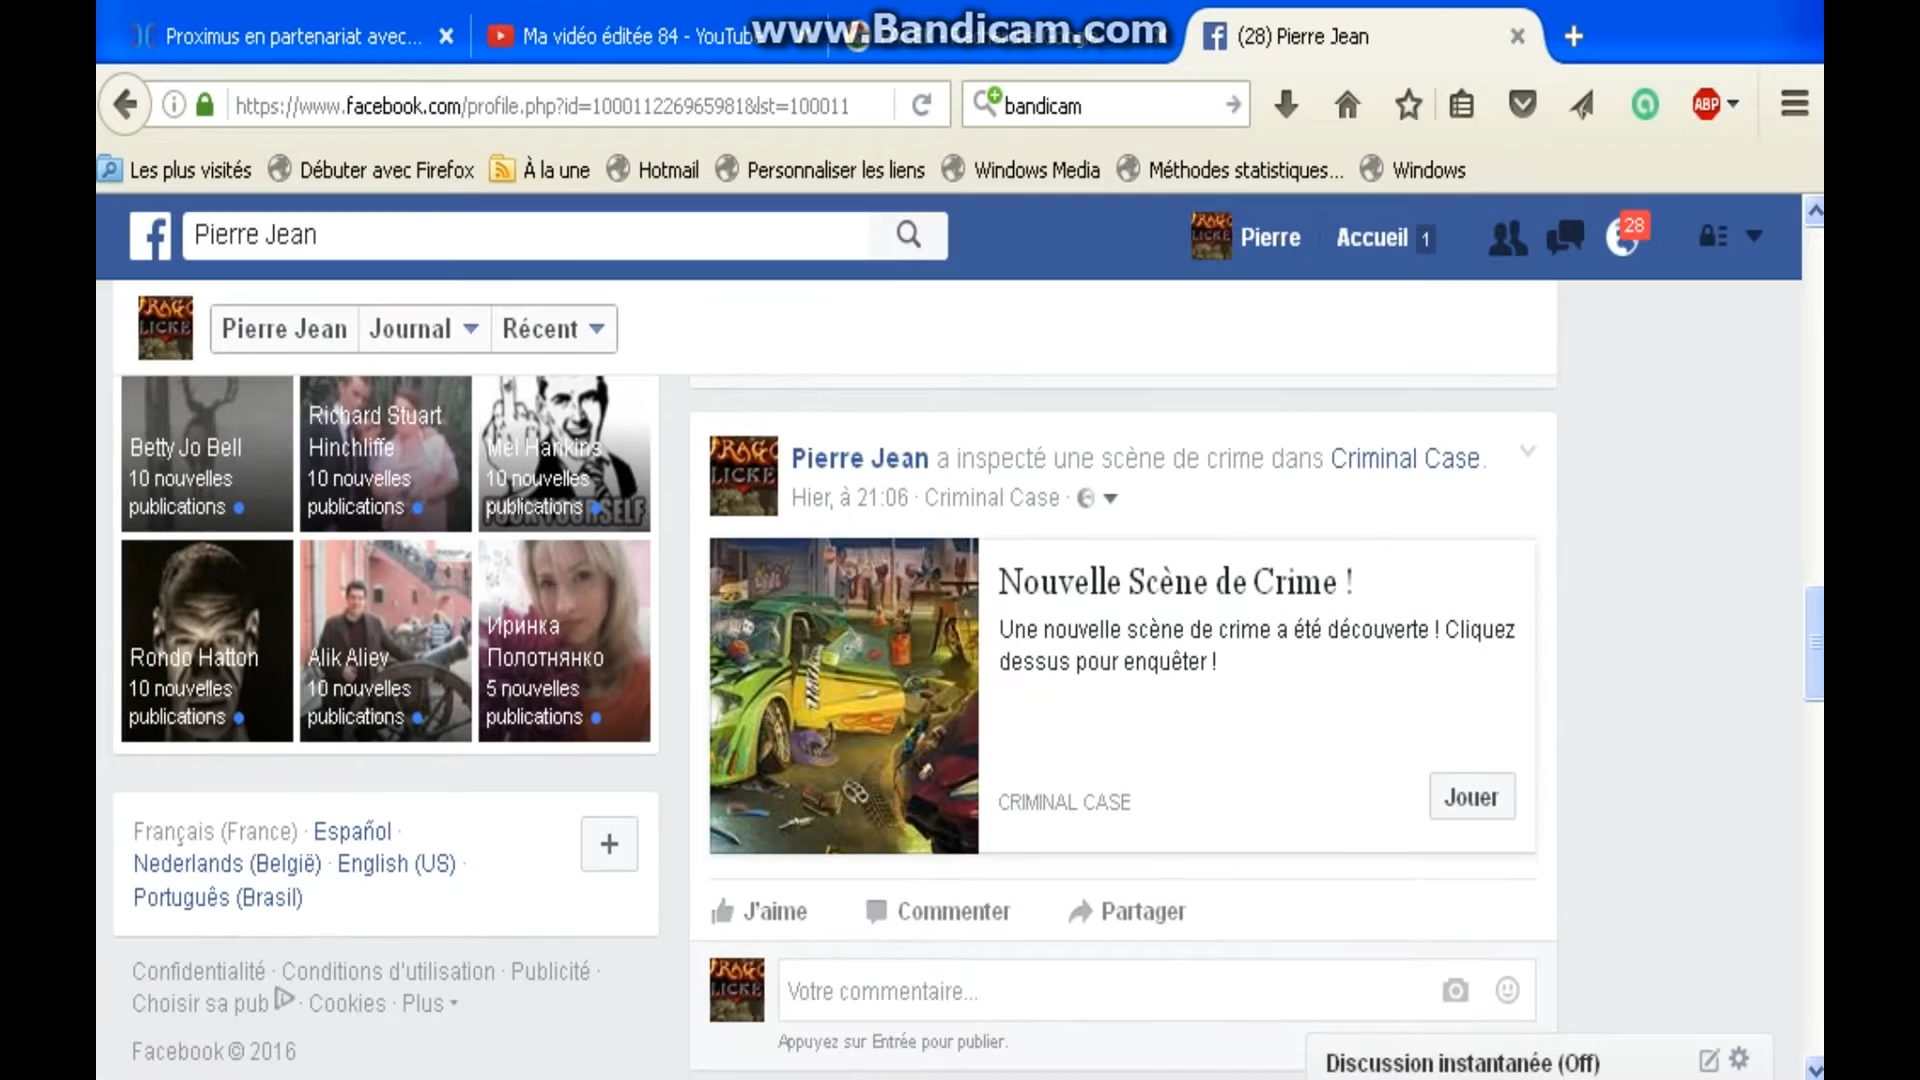 www.Bandicam.com
Proximus en partenariat avec...
Ma vidéo éditée 84 - YouTube
(28) Pierre Jean
https://www.facebook.com/profile.php?id=100011226965981&lst=100011
bandicam
ABP
Les plus visités
Débuter avec Firefox
À la une
Hotmail
Personnaliser les liens
Windows Media
Méthodes statistiques...
Windows
Pierre Jean
Pierre
Accueil 1
28
Pierre Jean
Journal
Récent
Betty Jo Bell
10 nouvelles
publications
Richard Stuart
Hinchliffe
10 nouvelles
publications
Mel Hankins
10 nouvelles
publications
Rondo Hatton
10 nouvelles
publications
Alik Aliev
10 nouvelles
publications
Иринка
Полотнянко
5 nouvelles
publications
Français (France) · Español ·
Nederlands (België) · English (US) ·
Português (Brasil)
Confidentialité · Conditions d'utilisation · Publicité ·
Choisir sa pub · Cookies · Plus
Facebook © 2016
Pierre Jean a inspecté une scène de crime dans Criminal Case.
Hier, à 21:06 · Criminal Case ·
Nouvelle Scène de Crime !
Une nouvelle scène de crime a été découverte ! Cliquez
dessus pour enquêter !
CRIMINAL CASE
Jouer
J'aime
Commenter
Partager
Votre commentaire...
Appuyez sur Entrée pour publier.
Discussion instantanée (Off)